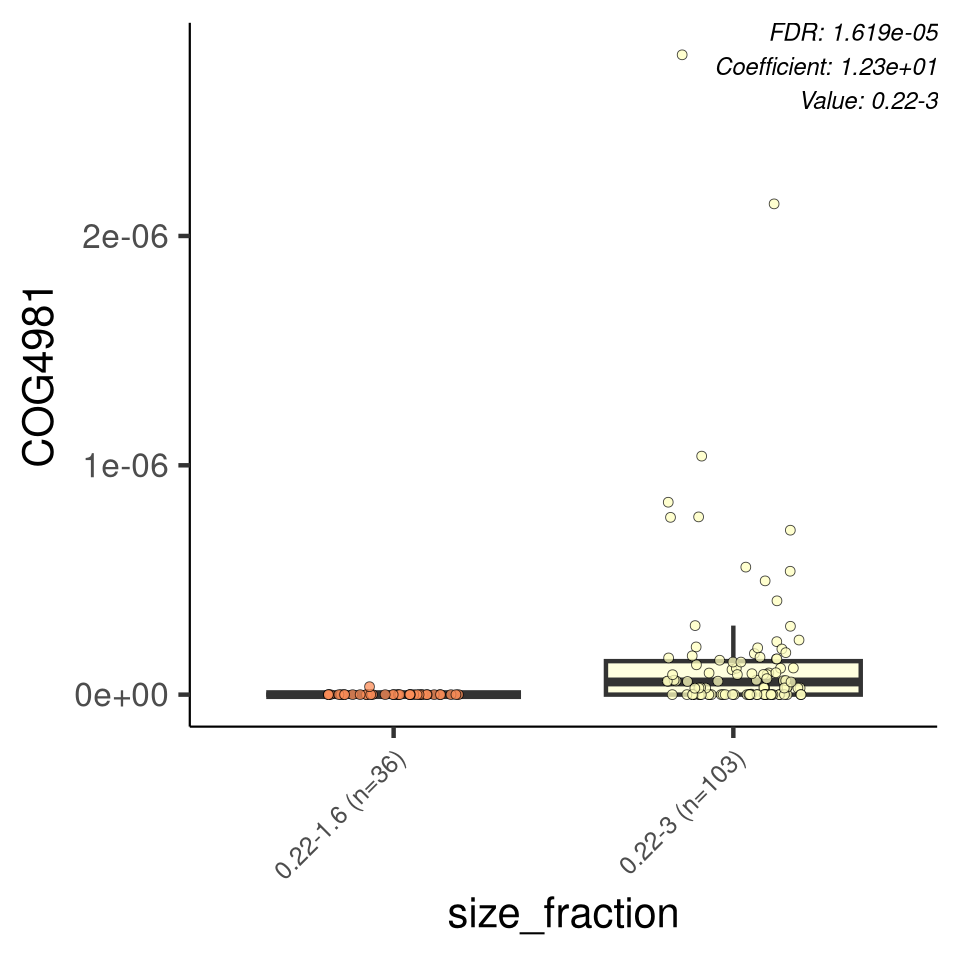 FDR: 1.619e-05
Coefficient: 1.23e+01
Value: 0.22-3
COG4981
2e-06
1e-06
0e+00
0.22-1.6 (n=36)
0.22-3 (n=103)
size_fraction